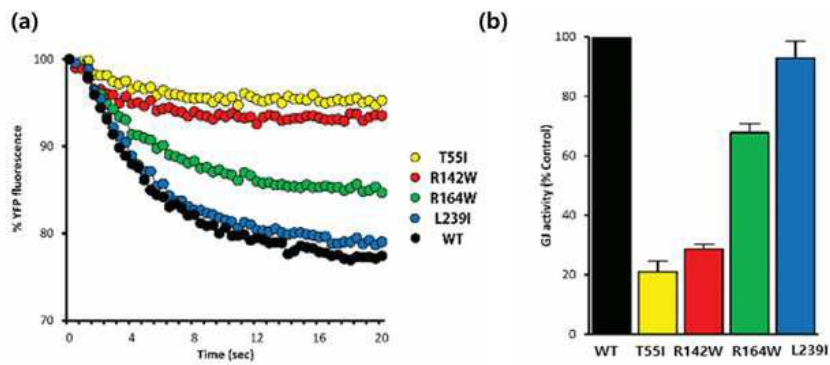 (a)
100
90
80
70
% YFP fluorescence
0
4
8
12
16
20
Time (sec)
T55I
R142W
R164W
L239I
WT
(b)
100
80
60
40
20
0
GJ activity (% Control)
WT
T55I
R142W
R164W
L239I